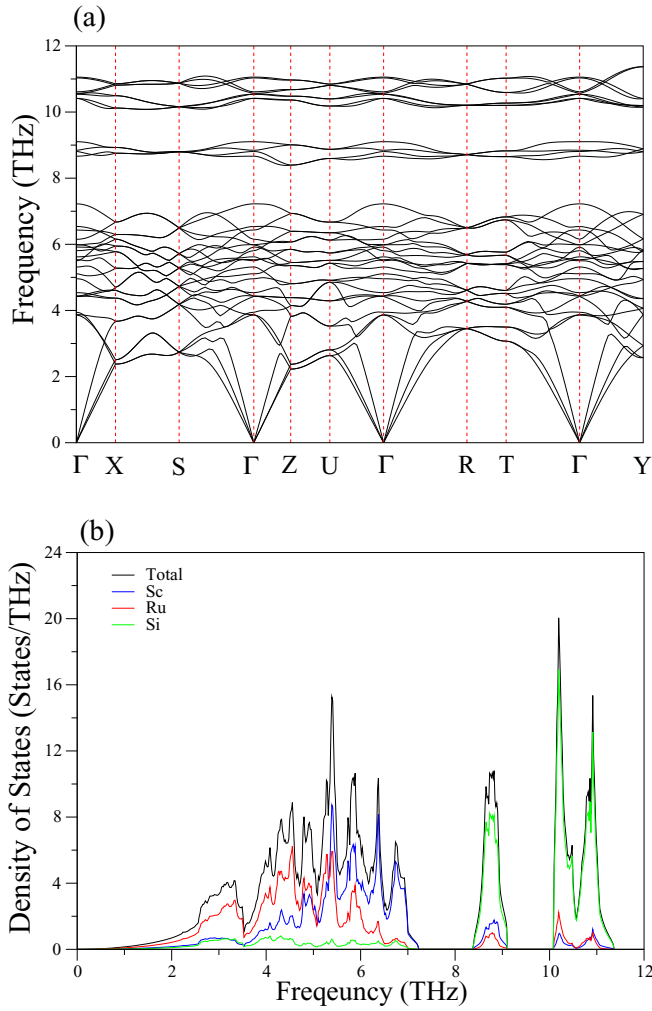 (a)
12
10
8
6
4
2
0
Frequency (THz)
Γ X S Γ Z U Γ R T Γ Y
(b)
24
20
16
12
8
4
0
Density of States (States/THz)
Total
Sc
Ru
Si
0 2 4 6 8 10 12
Freqeuncy (THz)